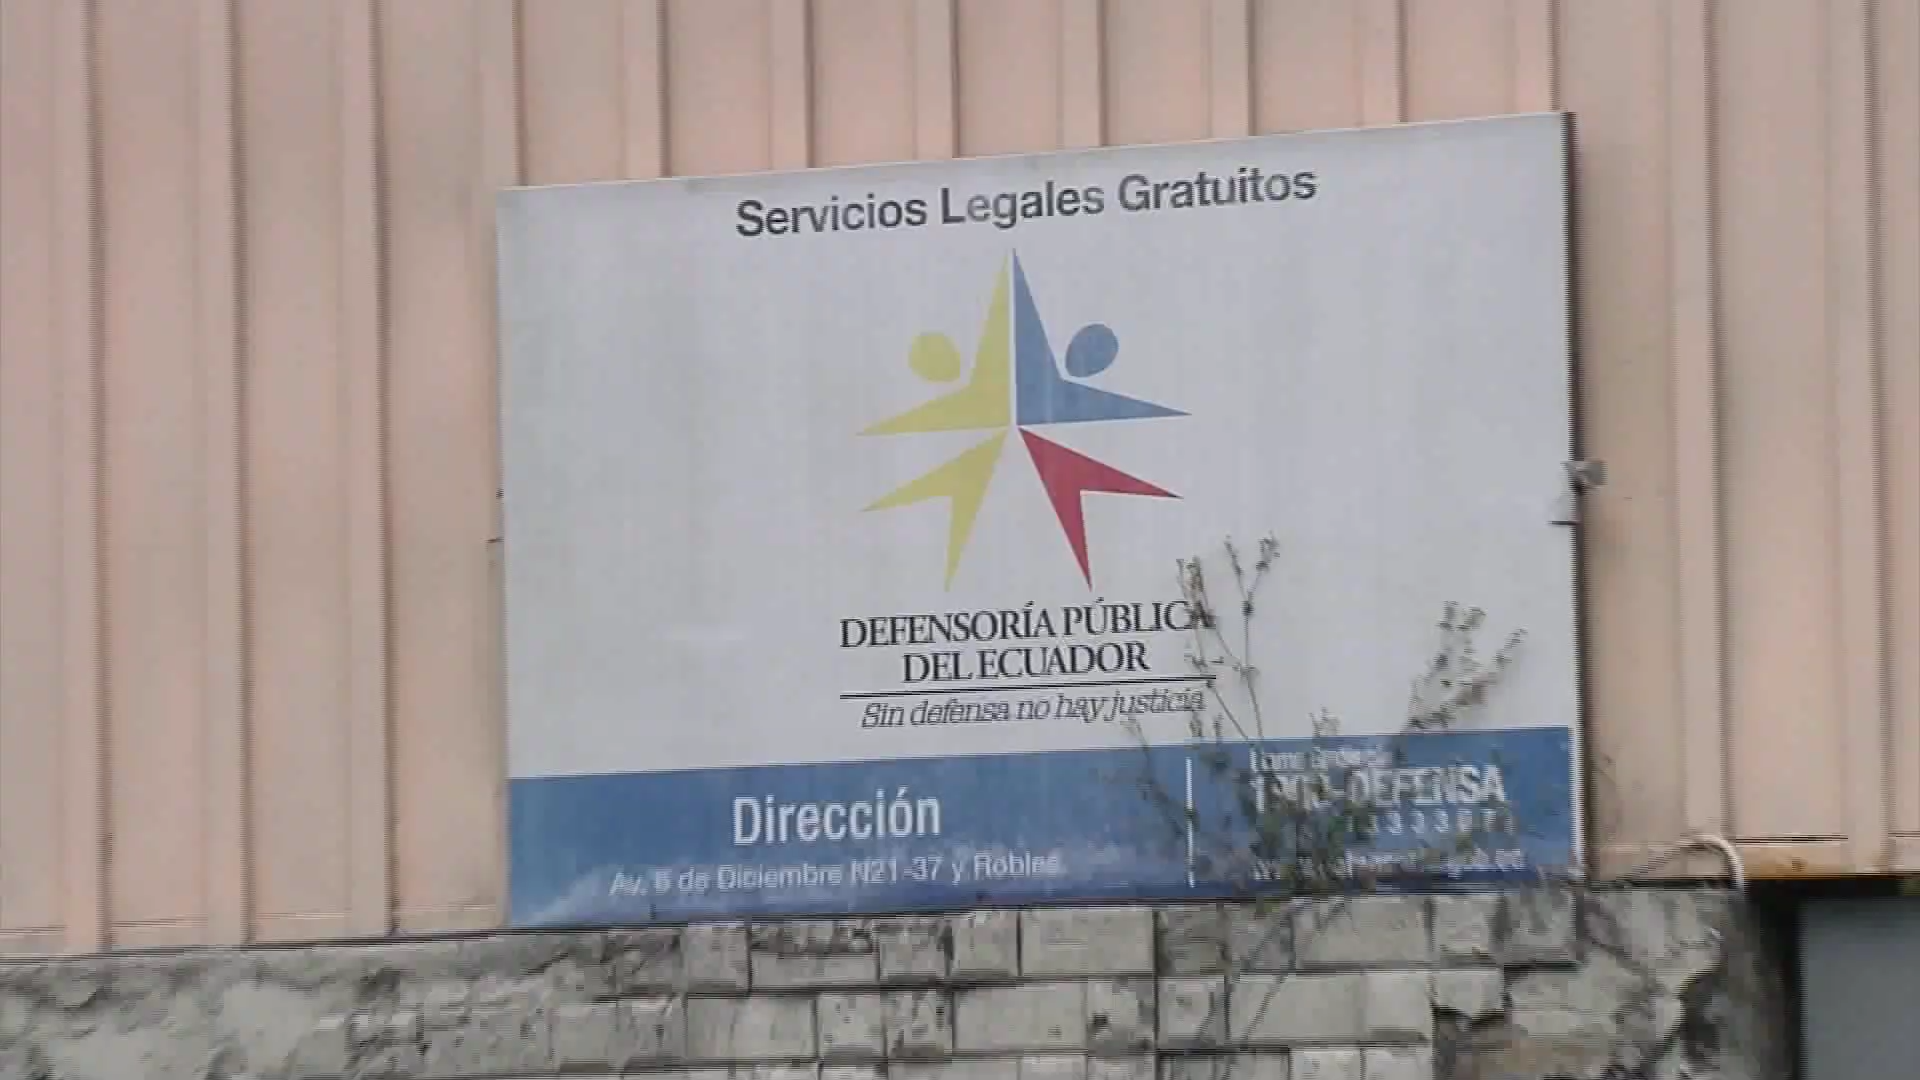 Servicios Legales Gratuitos
DEFENSORÍA PÚBLICA
DEL ECUADOR
Sin defensa no hay justicia
Dirección
Av. 6 de Diciembre N21-37 y Robles
DEFENSA